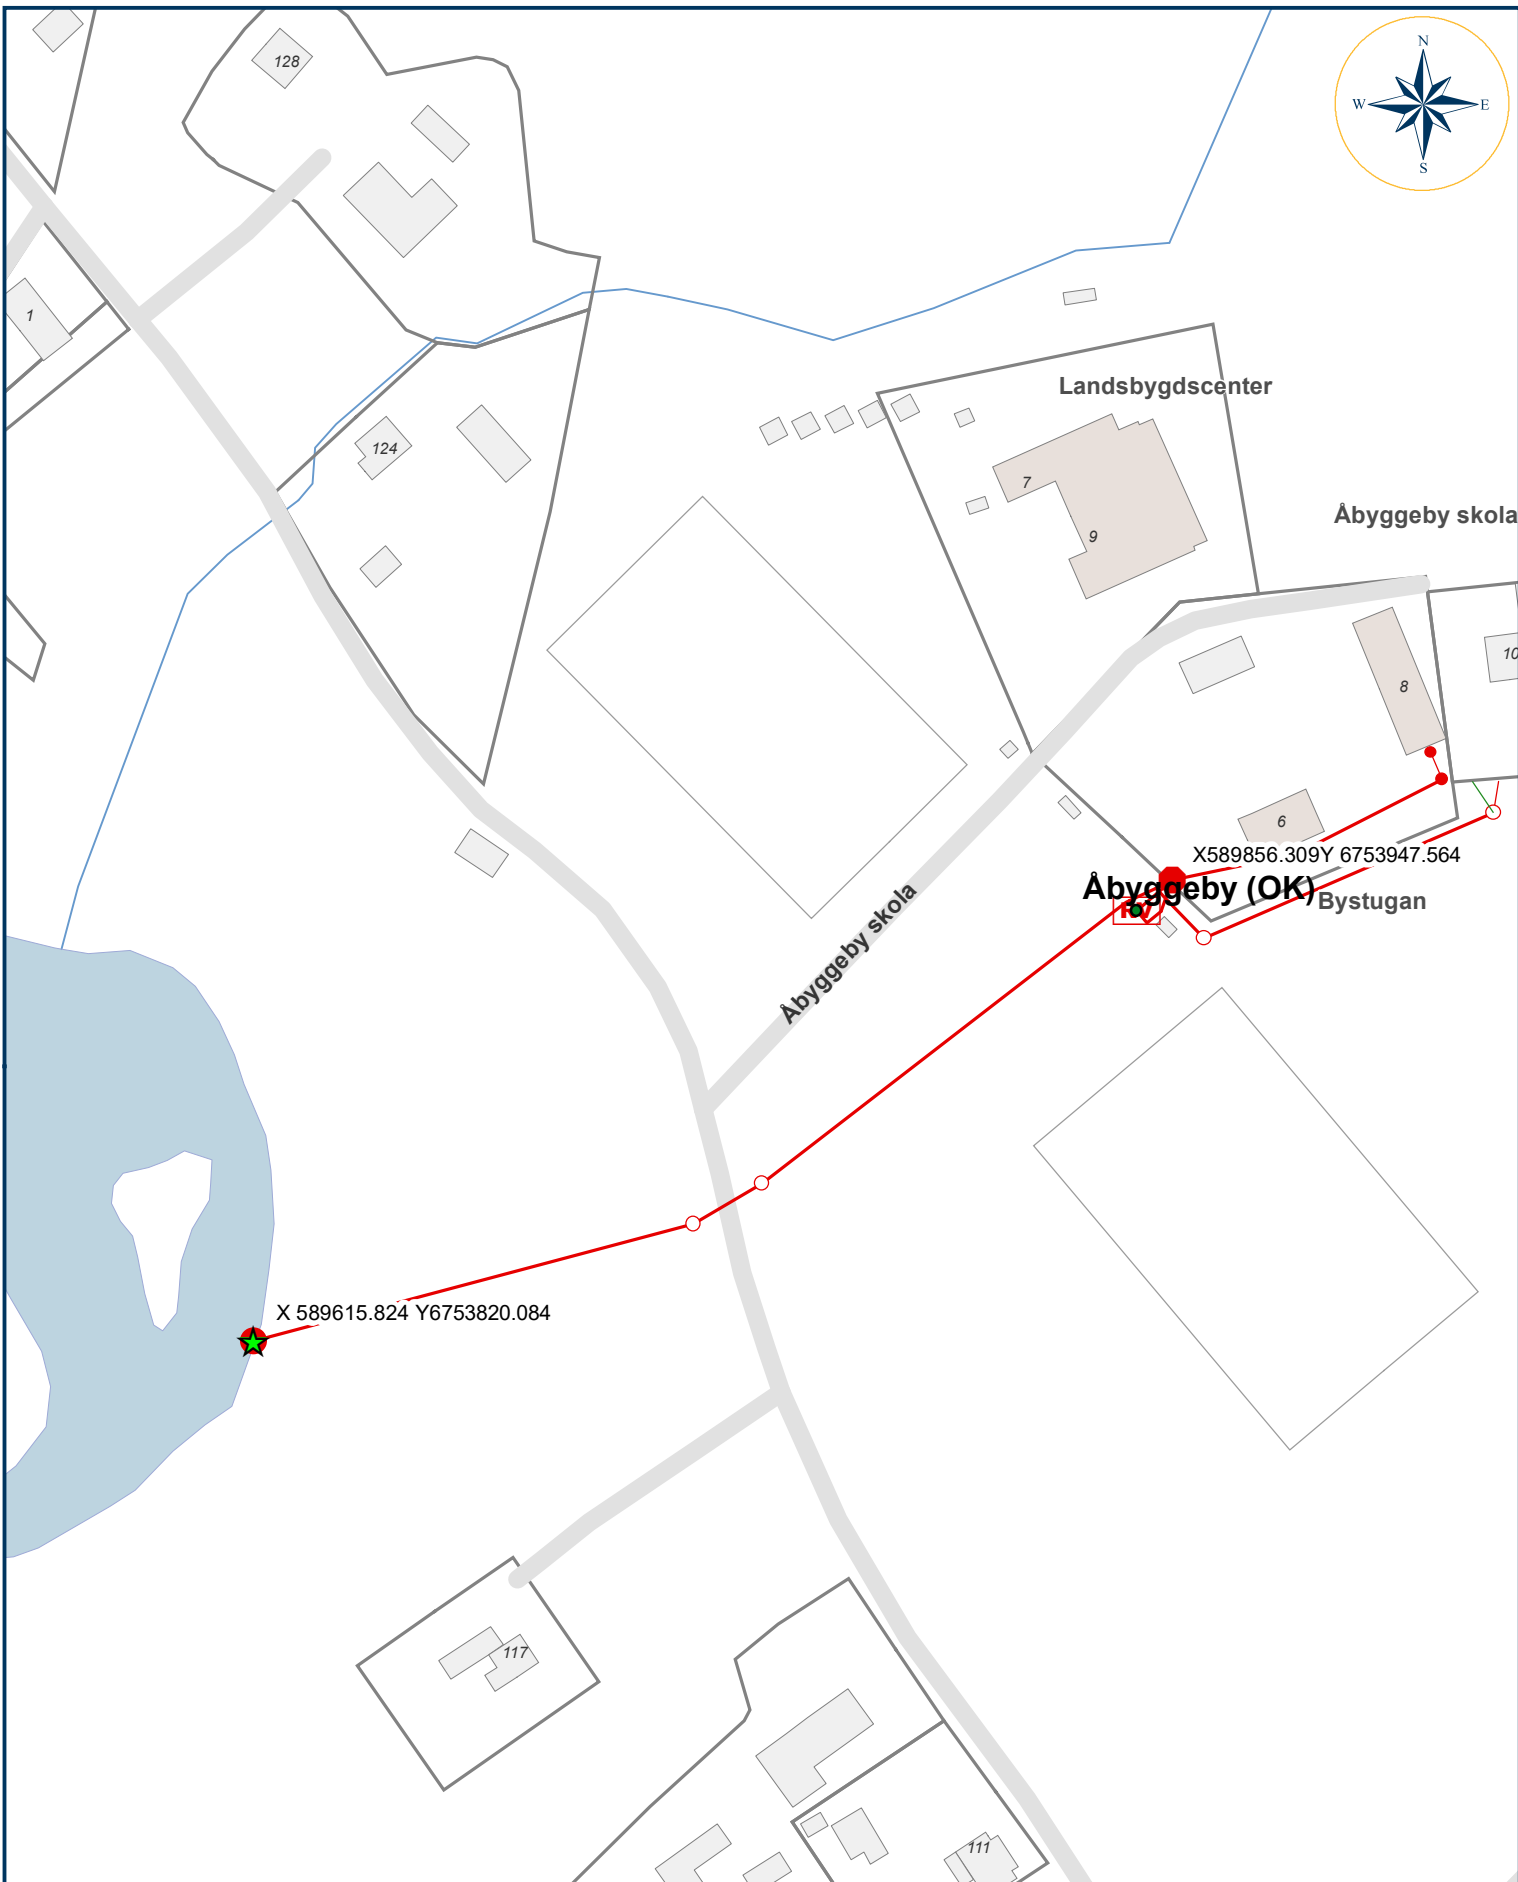 N
W E
S
128
1
124
Landsbygdscenter
7
9
Åbyggeby skola
10
8
6
X589856.309Y 6753947.564
Åbyggeby (OK)
Bystugan
Åbyggeby skola
X 589615.824 Y6753820.084
117
111